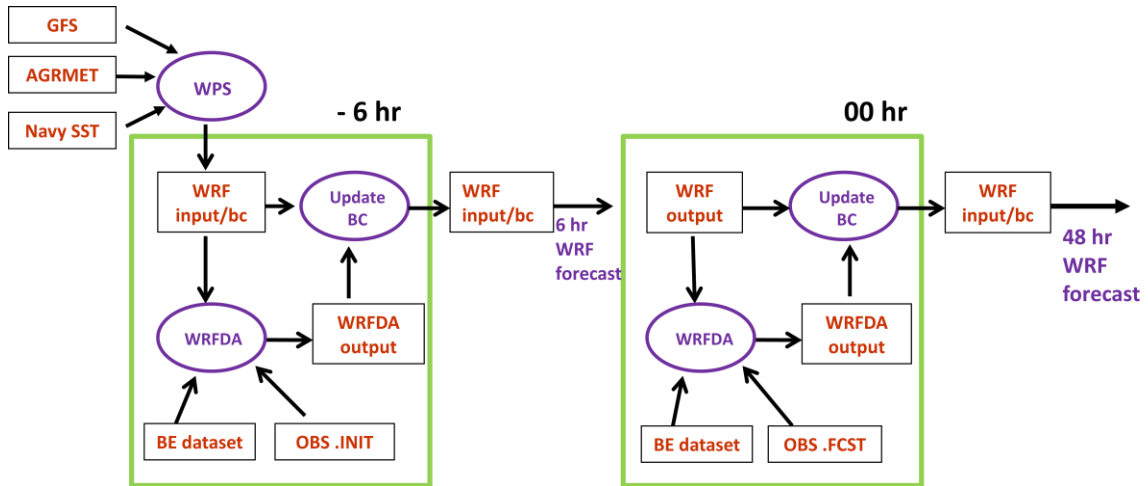 GFS
AGRMET
Navy SST
WPS
- 6 hr
WRF
input/bc
Update
BC
WRF
input/bc
6 hr
WRF
forecast
WRFDA
WRFDA
output
BE dataset
OBS .INIT
00 hr
WRF
output
Update
BC
WRF
input/bc
48 hr
WRF
forecast
WRFDA
WRFDA
output
BE dataset
OBS .FCST